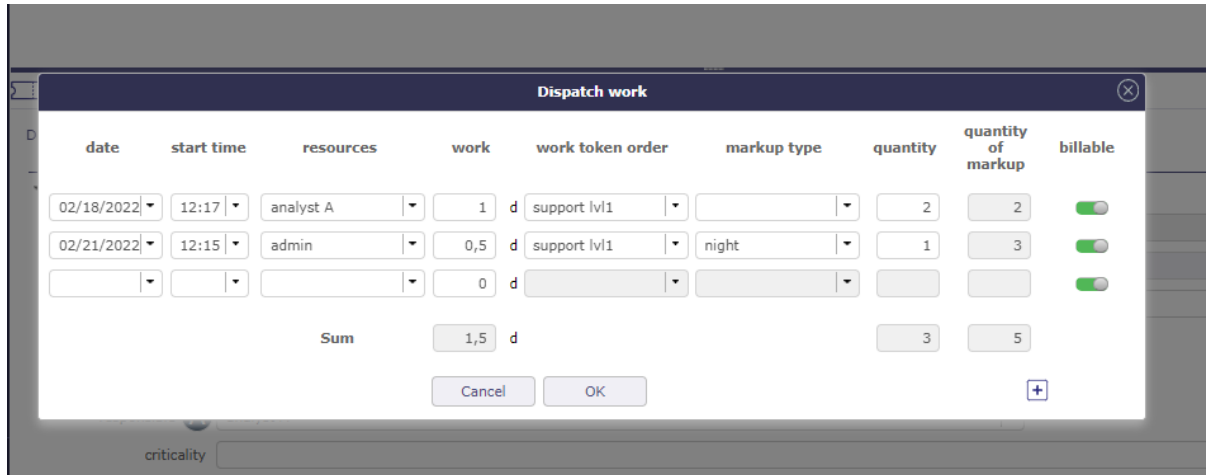 Dispatch work
D
date start time resources work work token order markup type quantity quantity of markup billable
02/18/2022 12:17 analyst A 1 d support lvl1 2 2
02/21/2022 12:15 admin 0,5 d support lvl1 night 1 3
0 d
Sum 1,5 d 3 5
Cancel OK +
criticality